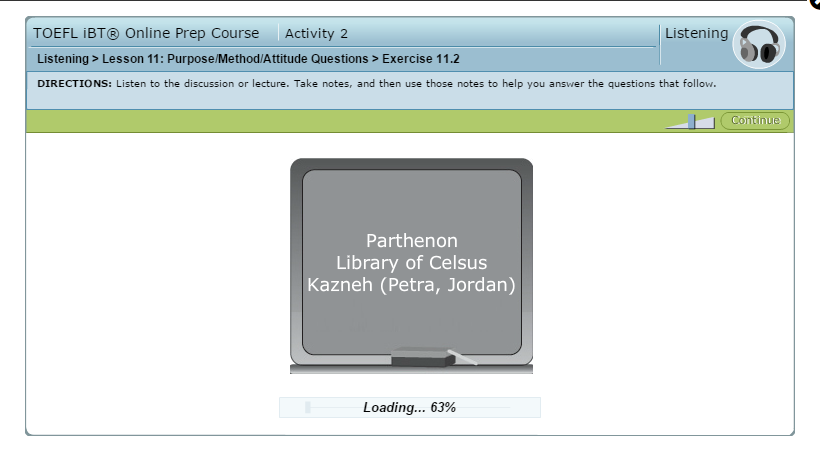 TOEFL iBT® Online Prep Course Activity 2 Listening
Listening > Lesson 11: Purpose/Method/Attitude Questions > Exercise 11.2
DIRECTIONS: Listen to the discussion or lecture. Take notes, and then use those notes to help you answer the questions that follow.
Continue
Parthenon
Library of Celsus
Kazneh (Petra, Jordan)
Loading... 63%